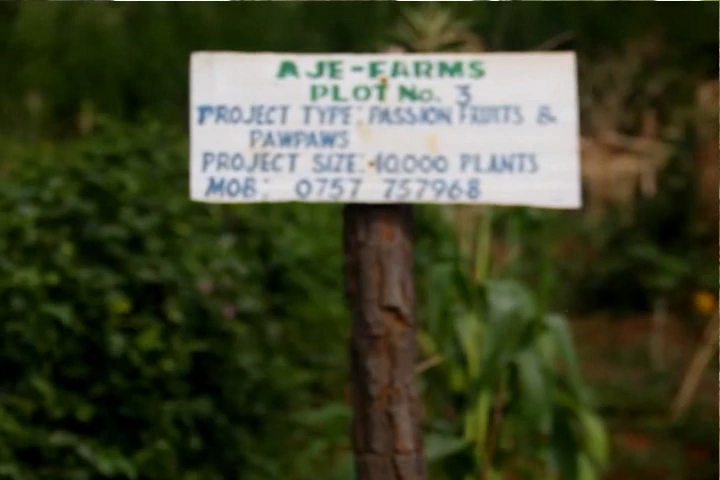 AJE-FARMS
PLOT No. 3
PROJECT TYPE: PASSION FRUITS &
PAWPAWS
PROJECT SIZE: 10.000 PLANTS
MOB: 0757 757968